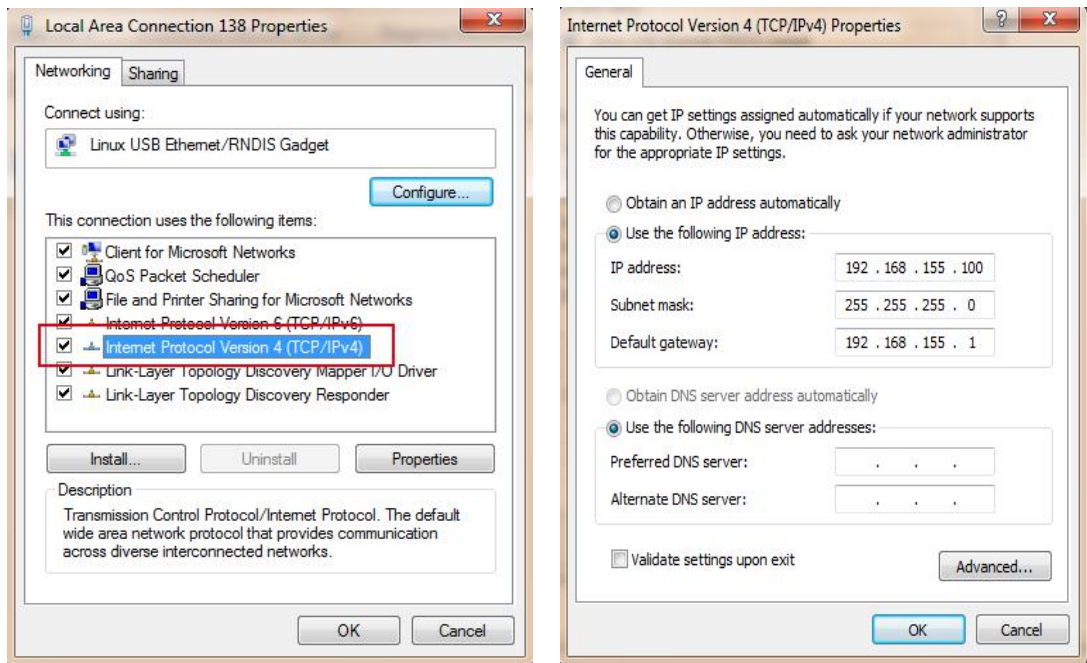 Local Area Connection 138 Properties
Networking
Sharing
Connect using:
Linux USB Ethernet/RNDIS Gadget
Configure...
This connection uses the following items:
Client for Microsoft Networks
QoS Packet Scheduler
File and Printer Sharing for Microsoft Networks
Internet Protocol Version 6 (TCP/IPv6)
Internet Protocol Version 4 (TCP/IPv4)
Link-Layer Topology Discovery Mapper I/O Driver
Link-Layer Topology Discovery Responder
Install...
Uninstall
Properties
Description
Transmission Control Protocol/Internet Protocol. The default
wide area network protocol that provides communication
across diverse interconnected networks.
OK
Cancel
Internet Protocol Version 4 (TCP/IPv4) Properties
General
You can get IP settings assigned automatically if your network supports
this capability. Otherwise, you need to ask your network administrator
for the appropriate IP settings.
Obtain an IP address automatically
Use the following IP address:
IP address: 192 . 168 . 155 . 100
Subnet mask: 255 . 255 . 255 . 0
Default gateway: 192 . 168 . 155 . 1
Obtain DNS server address automatically
Use the following DNS server addresses:
Preferred DNS server: . . .
Alternate DNS server: . . .
Validate settings upon exit
Advanced...
OK
Cancel